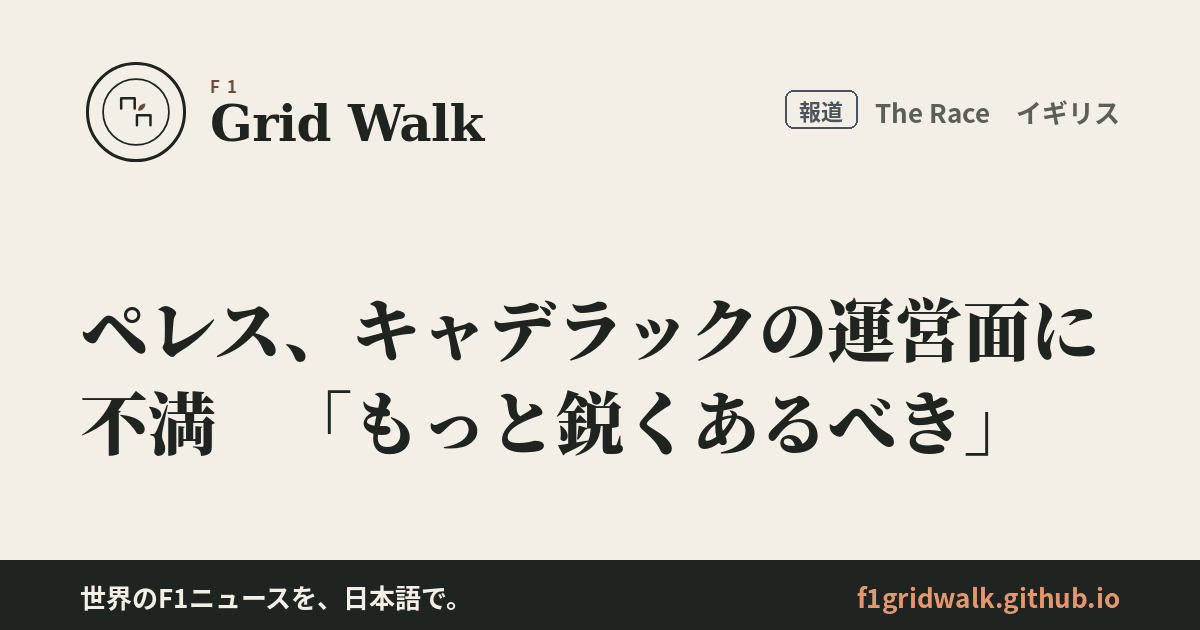 F1
Grid Walk
報道 The Race イギリス
ペレス、キャデラックの運営面に
不満 「もっと鋭くあるべき」
世界のF1ニュースを、日本語で。
f1gridwalk.github.io